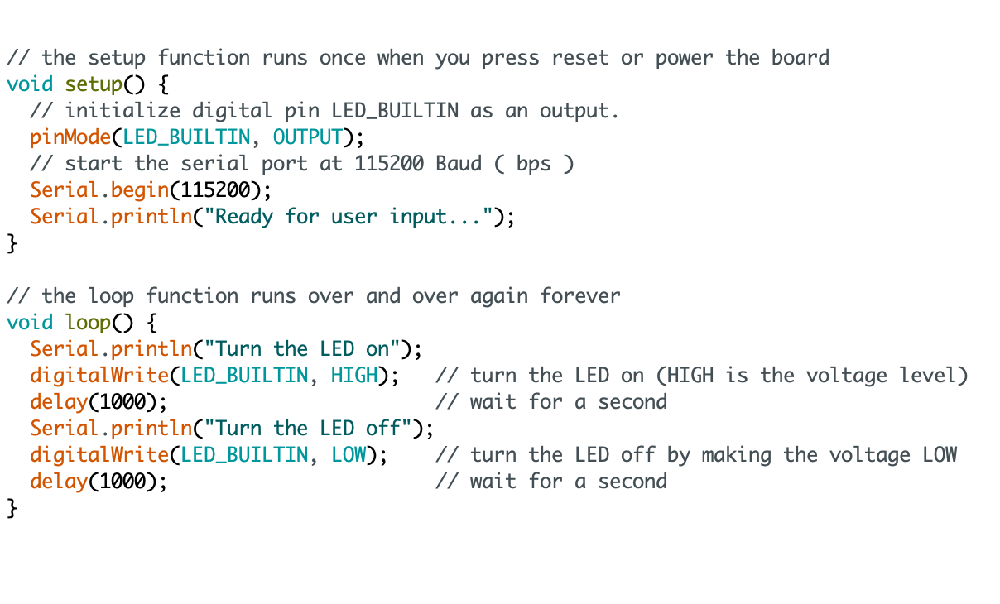 // the setup function runs once when you press reset or power the board
void setup() {
  // initialize digital pin LED_BUILTIN as an output.
  pinMode(LED_BUILTIN, OUTPUT);
  // start the serial port at 115200 Baud ( bps )
  Serial.begin(115200);
  Serial.println("Ready for user input...");
}

// the loop function runs over and over again forever
void loop() {
  Serial.println("Turn the LED on");
  digitalWrite(LED_BUILTIN, HIGH);   // turn the LED on (HIGH is the voltage level)
  delay(1000);                       // wait for a second
  Serial.println("Turn the LED off");
  digitalWrite(LED_BUILTIN, LOW);    // turn the LED off by making the voltage LOW
  delay(1000);                       // wait for a second
}